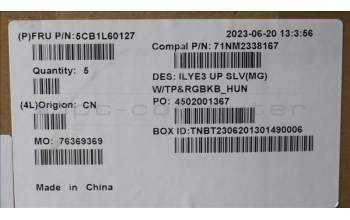 (P)FRU P/N:5CB1L60127
2023-06-20 13:3:56
Compal P/N:71NM2338167
Quantity: 5
DES: ILYE3 UP SLV(MG)
W/TP&RGBKB_HUN
(4L)Origion: CN
PO: 4502001367
MO: 76369369
BOX ID:TNBT2306201301490006
Made in China